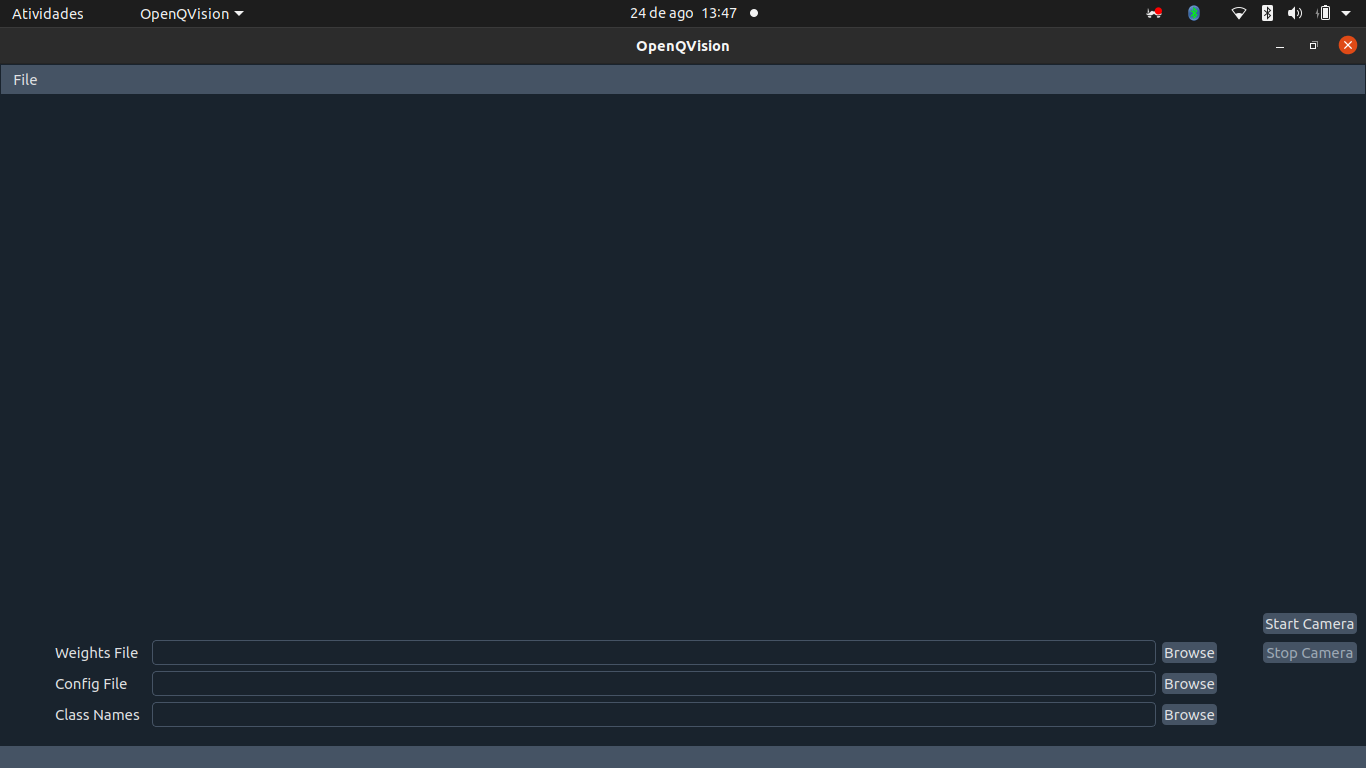 Atividades OpenQVision 24 de ago 13:47
OpenQVision
File
Start Camera
Weights File Browse Stop Camera
Config File Browse
Class Names Browse